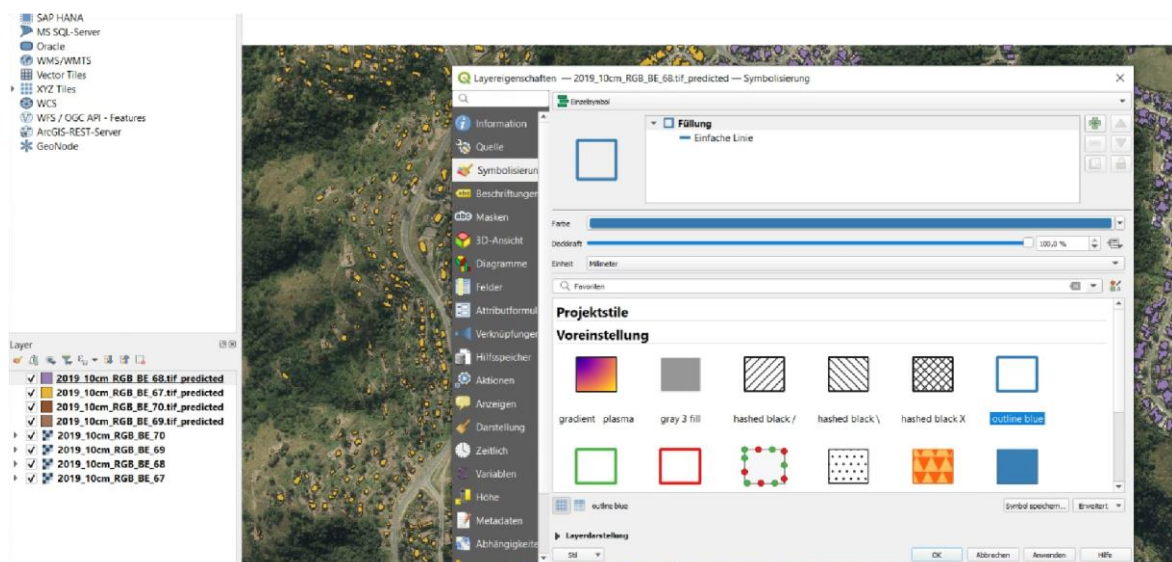 SAP HANA
MS SQL-Server
Oracle
WMS/WMTS
Vector Tiles
XYZ Tiles
WCS
WFS / OGC API - Features
ArcGIS-REST-Server
GeoNode
Layer
2019_10cm_RGB_BE_68.tif_predicted
2019_10cm_RGB_BE_67.tif_predicted
2019_10cm_RGB_BE_70.tif_predicted
2019_10cm_RGB_BE_69.tif_predicted
2019_10cm_RGB_BE_70
2019_10cm_RGB_BE_69
2019_10cm_RGB_BE_68
2019_10cm_RGB_BE_67
Layereigenschaften — 2019_10cm_RGB_BE_68.tif_predicted — Symbolisierung
Information
Quelle
Symbolisierun
Beschriftunger
Masken
3D-Ansicht
Diagramme
Felder
Attributformul
Verknüpfunger
Hilfsspeicher
Aktionen
Anzeigen
Darstellung
Zeitlich
Variablen
Höhe
Metadaten
Abhängigkeite
Einzelsymbol
Füllung
Einfache Linie
Farbe
Deckkraft
100,0 %
Einheit Millimeter
Favoriten
Projektstile
Voreinstellung
gradient plasma
gray 3 fill
hashed black /
hashed black \
hashed black X
outline blue
outline blue
Symbol speichern...
Erweitert
Layerdarstellung
Stil
OK
Abbrechen
Anwenden
Hilfe